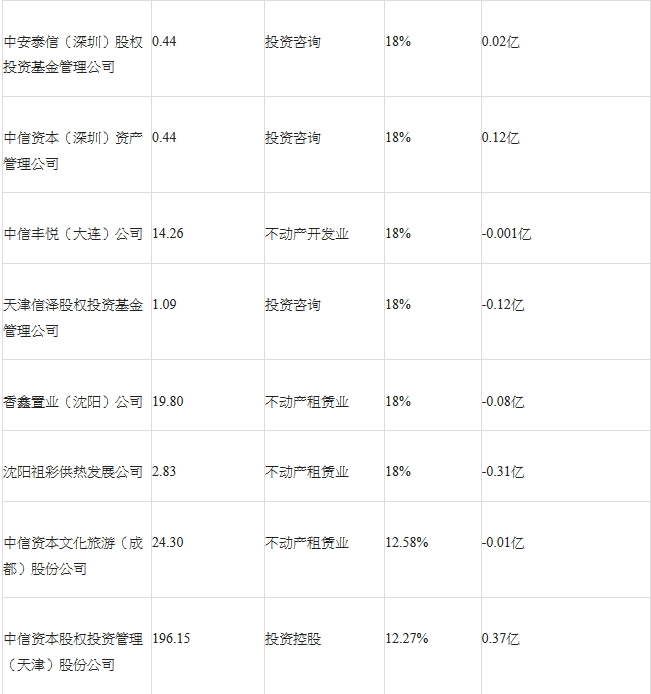 中安泰信（深圳）股权 0.44 投资咨询 18% 0.02亿
投资基金管理公司
中信资本（深圳）资产 0.44 投资咨询 18% 0.12亿
管理公司
中信丰悦（大连）公司 14.26 不动产开发业 18% -0.001亿
天津信泽股权投资基金 1.09 投资咨询 18% -0.12亿
管理公司
香鑫置业（沈阳）公司 19.80 不动产租赁业 18% -0.08亿
沈阳祖彩供热发展公司 2.83 不动产租赁业 18% -0.31亿
中信资本文化旅游（成 24.30 不动产租赁业 12.58% -0.01亿
都）股份公司
中信资本股权投资管理 196.15 投资控股 12.27% 0.37亿
（天津）股份公司